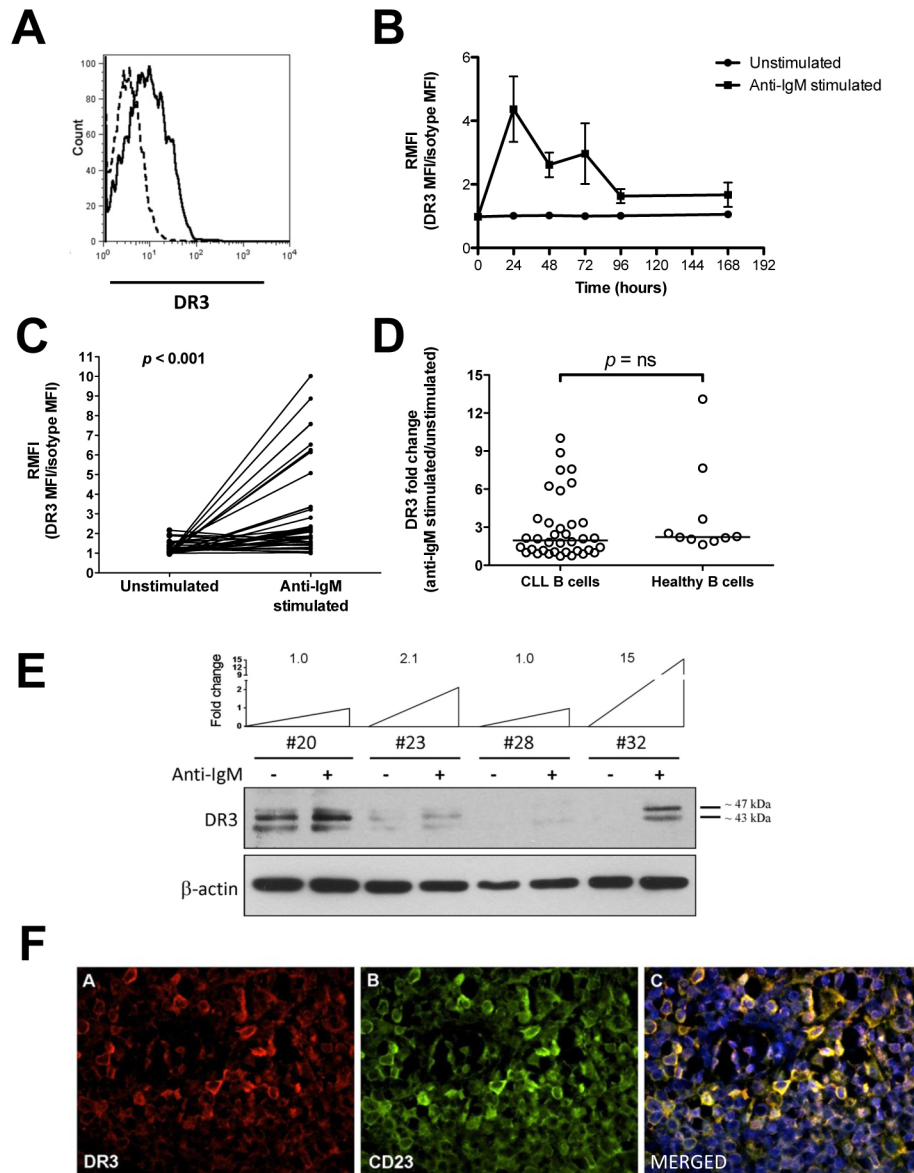 A
100
80
60
40
20
0
Count
10⁰ 10¹ 10² 10³ 10⁴
DR3
B
6
4
2
0
RMFI
(DR3 MFI/isotype MFI)
0 24 48 72 96 120 144 168 192
Time (hours)
Unstimulated
Anti-IgM stimulated
C
p < 0.001
11
10
9
8
7
6
5
4
3
2
1
0
RMFI
(DR3 MFI/isotype MFI)
Unstimulated Anti-IgM
stimulated
D
p = ns
15
12
9
6
3
0
DR3 fold change
(anti-IgM stimulated/unstimulated)
CLL B cells Healthy B cells
E
Fold change
15
12
9
2
1
0
1.0 2.1 1.0 15
#20 #23 #28 #32
Anti-IgM - + - + - + - +
DR3
~ 47 kDa
~ 43 kDa
β-actin
F
A B C
DR3 CD23 MERGED